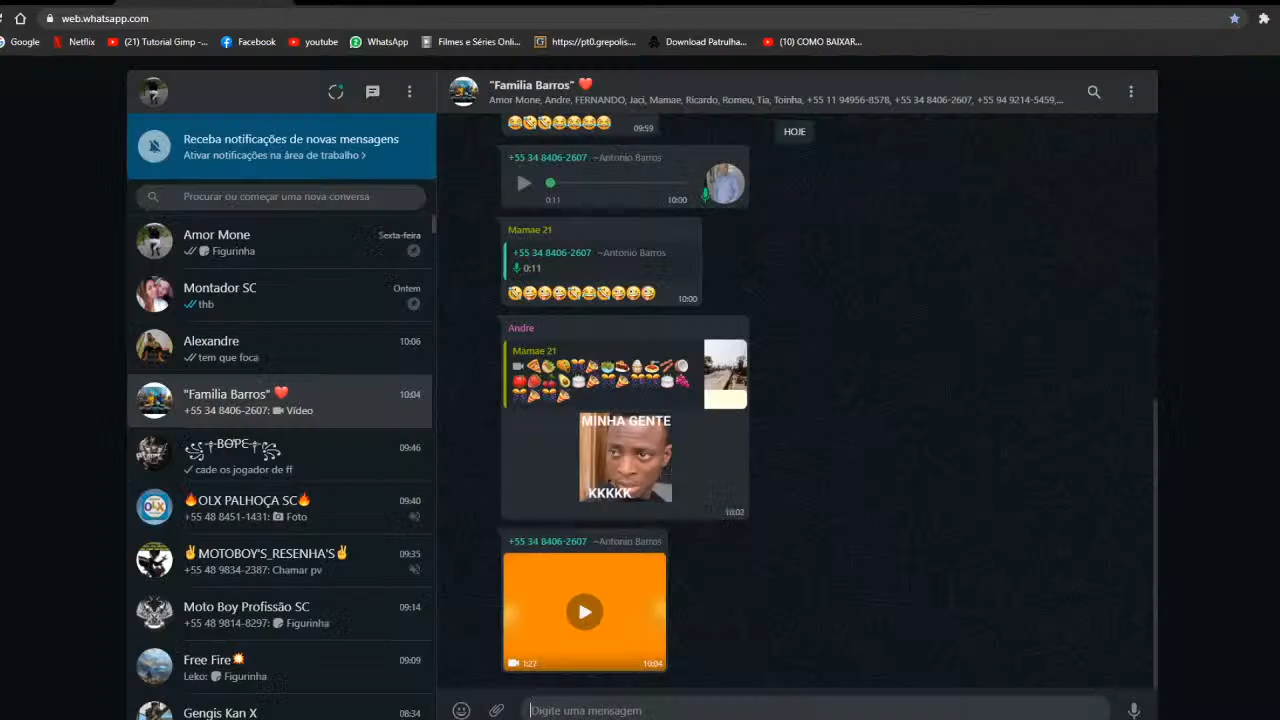 web.whatsapp.com
Google
Netflix
(21) Tutorial Gimp -...
Facebook
youtube
WhatsApp
Filmes e Séries Onli...
https://pt0.grepolis....
Download Patrulha...
(10) COMO BAIXAR...
"Familia Barros" ❤️
Amor Mone, Andre, FERNANDO, Jaci, Mamae, Ricardo, Romeu, Tia, Toinha, +55 11 94956-8578, +55 34 8406-2607, +55 94 9214-5459,...
Receba notificações de novas mensagens
Ativar notificações na área de trabalho >
Procurar ou começar uma nova conversa
Amor Mone
Sexta-feira
Figurinha
Montador SC
Ontem
thb
Alexandre
10:06
tem que foca
"Familia Barros" ❤️
10:04
+55 34 8406-2607: Vídeo
BOPE
09:46
cade os jogador de ff
🔥OLX PALHOÇA SC🔥
09:40
+55 48 8451-1431: Foto
✌MOTOBOY'S_RESENHA'S✌
09:35
+55 48 9834-2387: Chamar pv
Moto Boy Profissão SC
09:14
+55 48 9814-8297: Figurinha
Free Fire💥
09:09
Leko: Figurinha
Gengis Kan X
08:34
09:59
HOJE
+55 34 8406-2607 ~Antonio Barros
0:11
10:00
Mamae 21
+55 34 8406-2607 ~Antonio Barros
0:11
10:00
Andre
Mamae 21
MINHA GENTE
KKKKK
10:02
+55 34 8406-2607 ~Antonio Barros
1:27
10:04
Digite uma mensagem